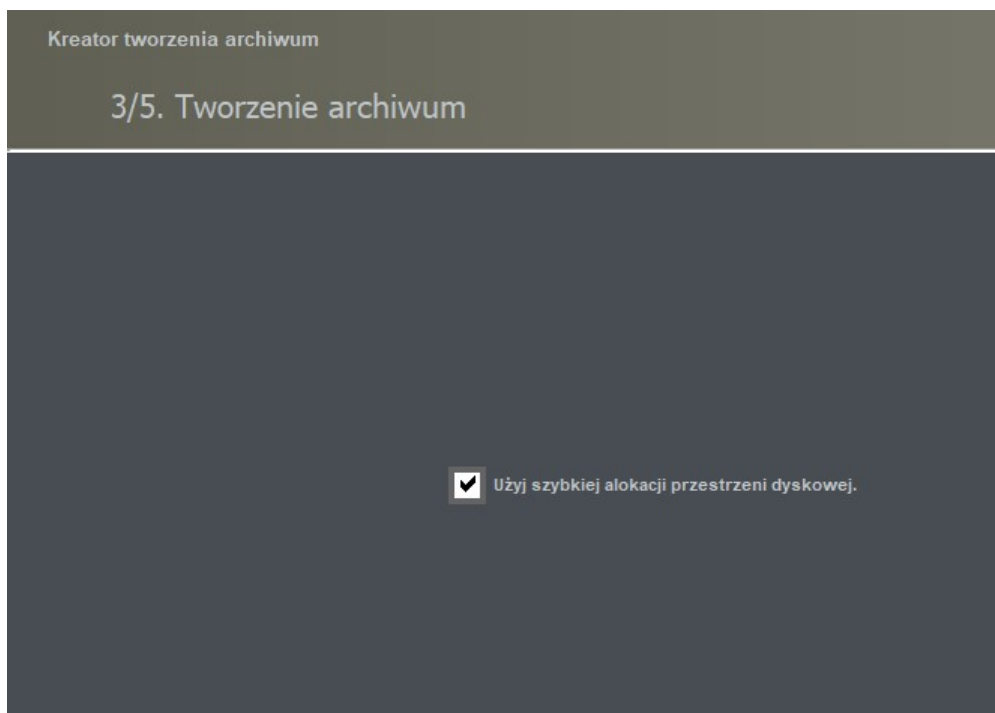 Kreator tworzenia archiwum
3/5. Tworzenie archiwum
Użyj szybkiej alokacji przestrzeni dyskowej.